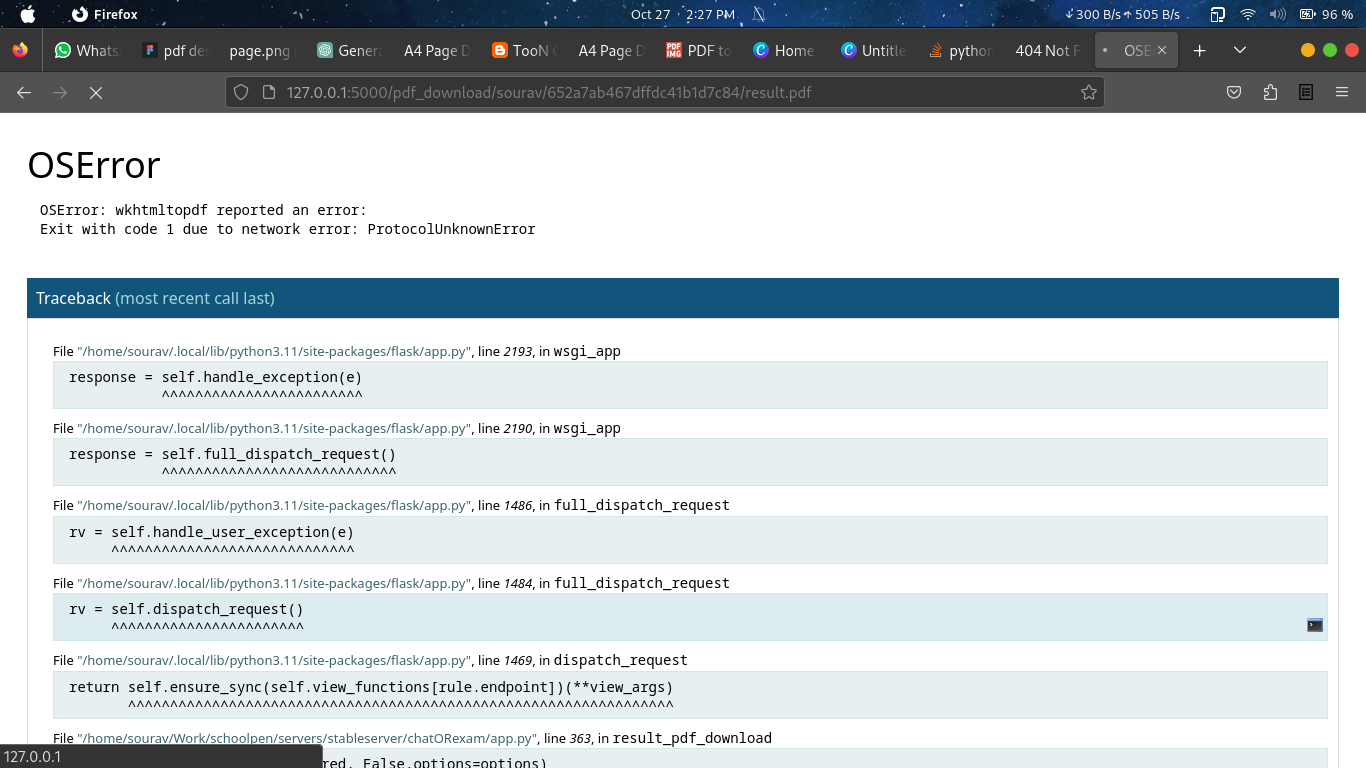 Firefox
Oct 27 2:27 PM
↓300 B/s↑ 505 B/s
96 %
Whats
pdf de
page.png
Genera
A4 Page D
TooN
A4 Page D
PDF to
Home
Untitle
python
404 Not F
OSE
127.0.0.1:5000/pdf_download/sourav/652a7ab467dffdc41b1d7c84/result.pdf
OSError
OSError: wkhtmltopdf reported an error:
Exit with code 1 due to network error: ProtocolUnknownError
Traceback (most recent call last)
File "/home/sourav/.local/lib/python3.11/site-packages/flask/app.py", line 2193, in wsgi_app
response = self.handle_exception(e)
^^^^^^^^^^^^^^^^^^^^^^^^
File "/home/sourav/.local/lib/python3.11/site-packages/flask/app.py", line 2190, in wsgi_app
response = self.full_dispatch_request()
^^^^^^^^^^^^^^^^^^^^^^^^^^^^
File "/home/sourav/.local/lib/python3.11/site-packages/flask/app.py", line 1486, in full_dispatch_request
rv = self.handle_user_exception(e)
^^^^^^^^^^^^^^^^^^^^^^^^^^^^^
File "/home/sourav/.local/lib/python3.11/site-packages/flask/app.py", line 1484, in full_dispatch_request
rv = self.dispatch_request()
^^^^^^^^^^^^^^^^^^^^^^^
File "/home/sourav/.local/lib/python3.11/site-packages/flask/app.py", line 1469, in dispatch_request
return self.ensure_sync(self.view_functions[rule.endpoint])(**view_args)
^^^^^^^^^^^^^^^^^^^^^^^^^^^^^^^^^^^^^^^^^^^^^^^^^^^^^^^^^^^^^^^^^
File "/home/sourav/Work/schoolpen/servers/stableserver/chatORexam/app.py", line 363, in result_pdf_download
127.0.0.1
red, False,options=options)